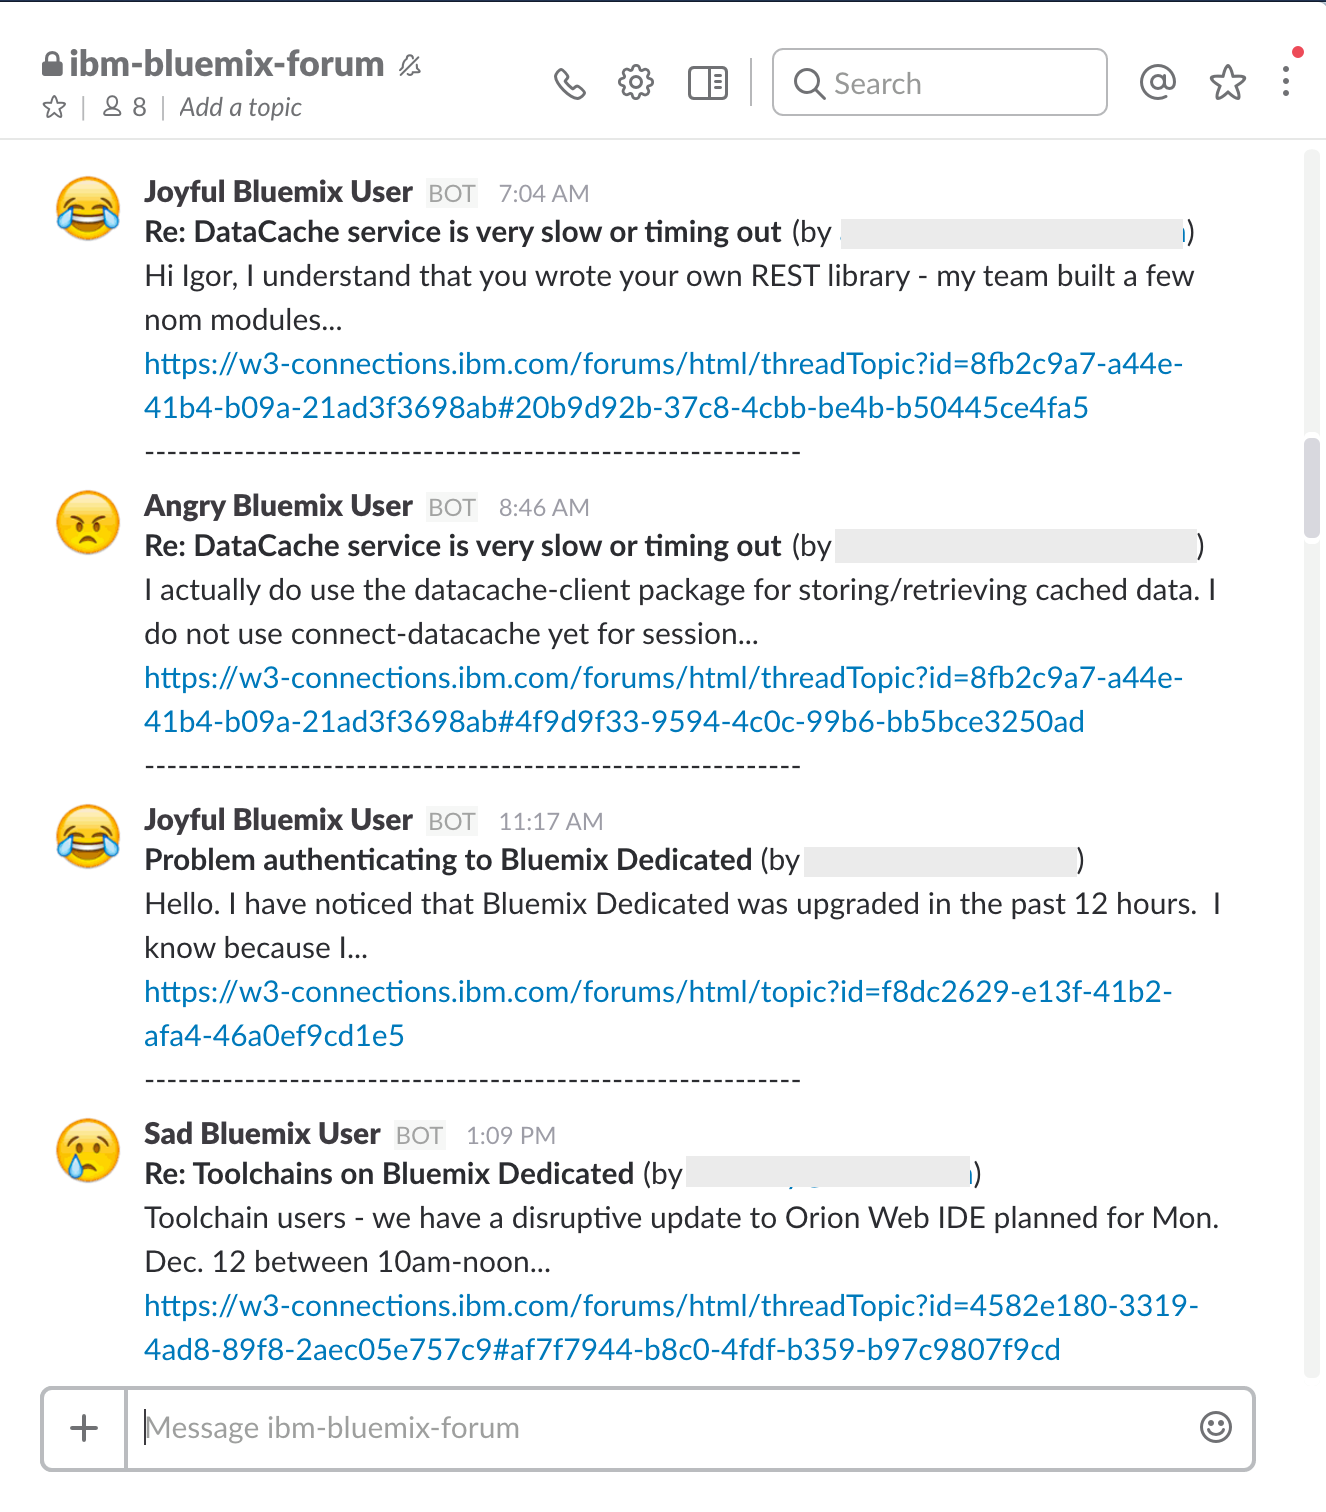 ibm-bluemix-forum
8 Add a topic
Search
Joyful Bluemix User BOT 7:04 AM
Re: DataCache service is very slow or timing out (by )
Hi Igor, I understand that you wrote your own REST library - my team built a few
nom modules...
https://w3-connections.ibm.com/forums/html/threadTopic?id=8fb2c9a7-a44e-
41b4-b09a-21ad3f3698ab#20b9d92b-37c8-4cbb-be4b-b50445ce4fa5
-----------------------------------------------------------
Angry Bluemix User BOT 8:46 AM
Re: DataCache service is very slow or timing out (by )
I actually do use the datacache-client package for storing/retrieving cached data. I
do not use connect-datacache yet for session...
https://w3-connections.ibm.com/forums/html/threadTopic?id=8fb2c9a7-a44e-
41b4-b09a-21ad3f3698ab#4f9d9f33-9594-4c0c-99b6-bb5bce3250ad
-----------------------------------------------------------
Joyful Bluemix User BOT 11:17 AM
Problem authenticating to Bluemix Dedicated (by )
Hello. I have noticed that Bluemix Dedicated was upgraded in the past 12 hours.  I
know because I...
https://w3-connections.ibm.com/forums/html/topic?id=f8dc2629-e13f-41b2-
afa4-46a0ef9cd1e5
-----------------------------------------------------------
Sad Bluemix User BOT 1:09 PM
Re: Toolchains on Bluemix Dedicated (by )
Toolchain users - we have a disruptive update to Orion Web IDE planned for Mon.
Dec. 12 between 10am-noon...
https://w3-connections.ibm.com/forums/html/threadTopic?id=4582e180-3319-
4ad8-89f8-2aec05e757c9#af7f7944-b8c0-4fdf-b359-b97c9807f9cd
Message ibm-bluemix-forum